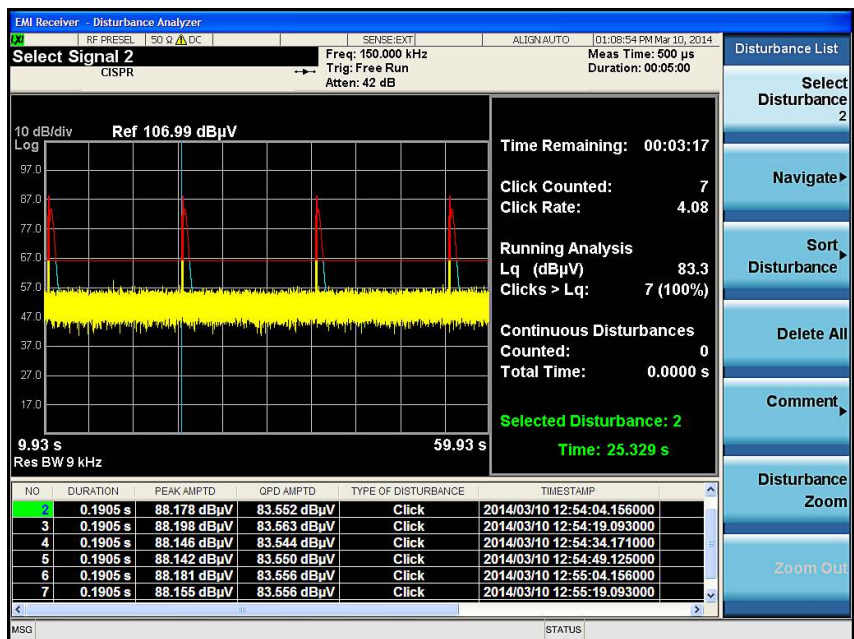 EMI Receiver - Disturbance Analyzer
LXI RF PRESEL 50 Ω DC SENSE:EXT ALIGN AUTO 01:08:54 PM Mar 10, 2014
Select Signal 2
CISPR
Freq: 150.000 kHz
Trig: Free Run
Atten: 42 dB
Meas Time: 500 µs
Duration: 00:05:00
10 dB/div Ref 106.99 dBµV
Log
97.0
87.0
77.0
67.0
57.0
47.0
37.0
27.0
17.0
9.93 s 59.93 s
Res BW 9 kHz
Time Remaining: 00:03:17
Click Counted: 7
Click Rate: 4.08
Running Analysis
Lq (dBµV) 83.3
Clicks > Lq: 7 (100%)
Continuous Disturbances
Counted: 0
Total Time: 0.0000 s
Selected Disturbance: 2
Time: 25.329 s
NO DURATION PEAK AMPTD QPD AMPTD TYPE OF DISTURBANCE TIMESTAMP
2 0.1905 s 88.178 dBµV 83.552 dBµV Click 2014/03/10 12:54:04.156000
3 0.1905 s 88.198 dBµV 83.563 dBµV Click 2014/03/10 12:54:19.093000
4 0.1905 s 88.146 dBµV 83.544 dBµV Click 2014/03/10 12:54:34.171000
5 0.1905 s 88.142 dBµV 83.550 dBµV Click 2014/03/10 12:54:49.125000
6 0.1905 s 88.181 dBµV 83.556 dBµV Click 2014/03/10 12:55:04.156000
7 0.1905 s 88.155 dBµV 83.556 dBµV Click 2014/03/10 12:55:19.093000
MSG STATUS
Disturbance List
Select
Disturbance
2
Navigate
Sort
Disturbance
Delete All
Comment
Disturbance
Zoom
Zoom Out